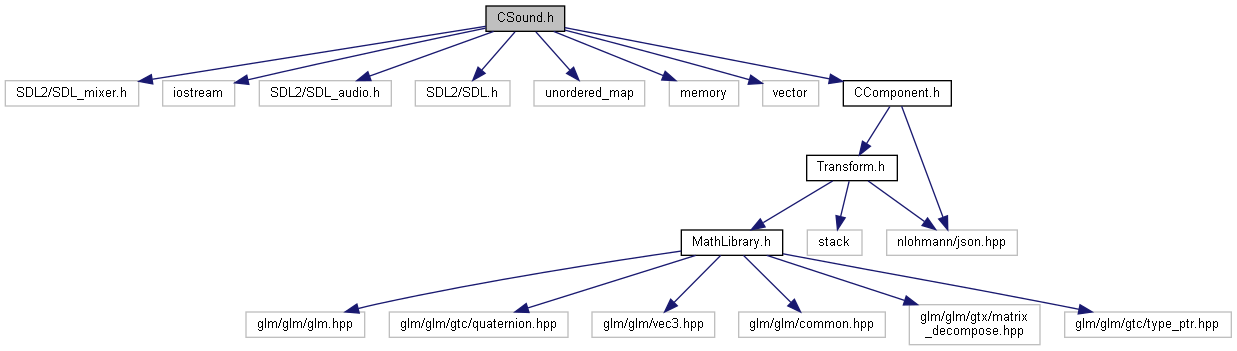 CSound.h
SDL2/SDL_mixer.h
iostream
SDL2/SDL_audio.h
SDL2/SDL.h
unordered_map
memory
vector
CComponent.h
Transform.h
MathLibrary.h
stack
nlohmann/json.hpp
glm/glm/glm.hpp
glm/glm/gtc/quaternion.hpp
glm/glm/vec3.hpp
glm/glm/common.hpp
glm/glm/gtx/matrix
_decompose.hpp
glm/glm/gtc/type_ptr.hpp